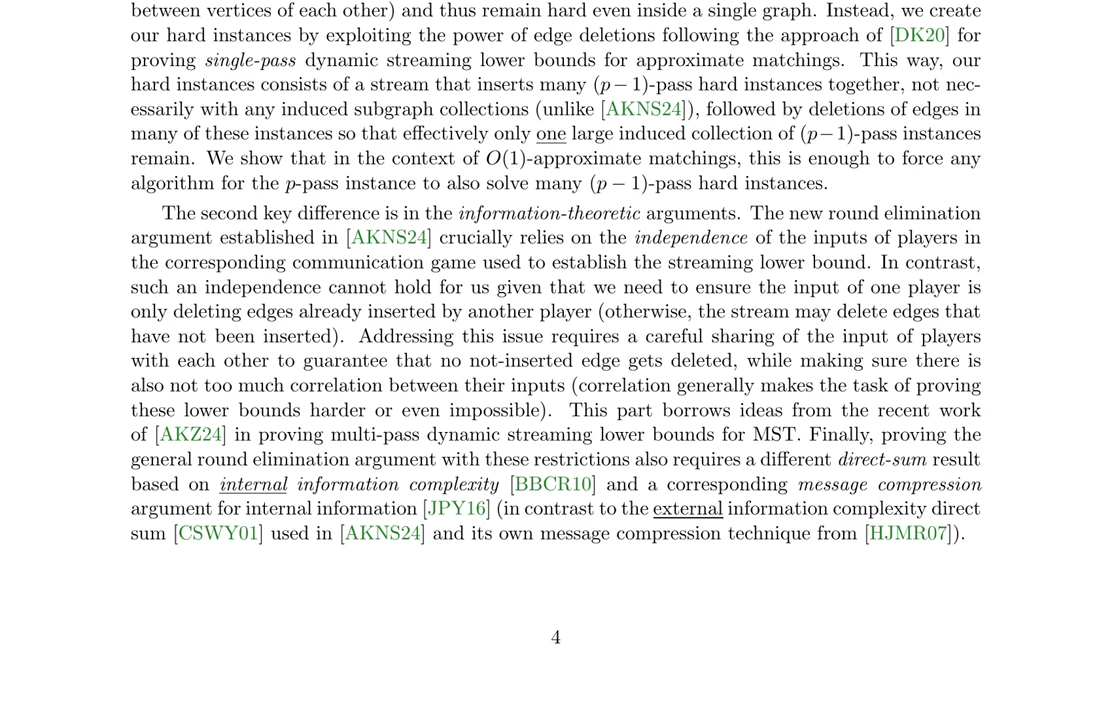 between vertices of each other) and thus remain hard even inside a single graph. Instead, we create
our hard instances by exploiting the power of edge deletions following the approach of [DK20] for
proving single-pass dynamic streaming lower bounds for approximate matchings. This way, our
hard instances consists of a stream that inserts many (p − 1)-pass hard instances together, not nec-
essarily with any induced subgraph collections (unlike [AKNS24]), followed by deletions of edges in
many of these instances so that effectively only one large induced collection of (p−1)-pass instances
remain. We show that in the context of O(1)-approximate matchings, this is enough to force any
algorithm for the p-pass instance to also solve many (p − 1)-pass hard instances.
The second key difference is in the information-theoretic arguments. The new round elimination
argument established in [AKNS24] crucially relies on the independence of the inputs of players in
the corresponding communication game used to establish the streaming lower bound. In contrast,
such an independence cannot hold for us given that we need to ensure the input of one player is
only deleting edges already inserted by another player (otherwise, the stream may delete edges that
have not been inserted). Addressing this issue requires a careful sharing of the input of players
with each other to guarantee that no not-inserted edge gets deleted, while making sure there is
also not too much correlation between their inputs (correlation generally makes the task of proving
these lower bounds harder or even impossible). This part borrows ideas from the recent work
of [AKZ24] in proving multi-pass dynamic streaming lower bounds for MST. Finally, proving the
general round elimination argument with these restrictions also requires a different direct-sum result
based on internal information complexity [BBCR10] and a corresponding message compression
argument for internal information [JPY16] (in contrast to the external information complexity direct
sum [CSWY01] used in [AKNS24] and its own message compression technique from [HJMR07]).
4